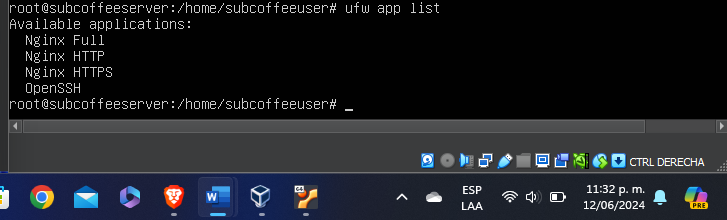 root@subcoffeeserver:/home/subcoffeeuser# ufw app list
Available applications:
  Nginx Full
  Nginx HTTP
  Nginx HTTPS
  OpenSSH
root@subcoffeeserver:/home/subcoffeeuser# _
CTRL DERECHA
ESP
LAA
11:32 p. m.
12/06/2024
W
PRE